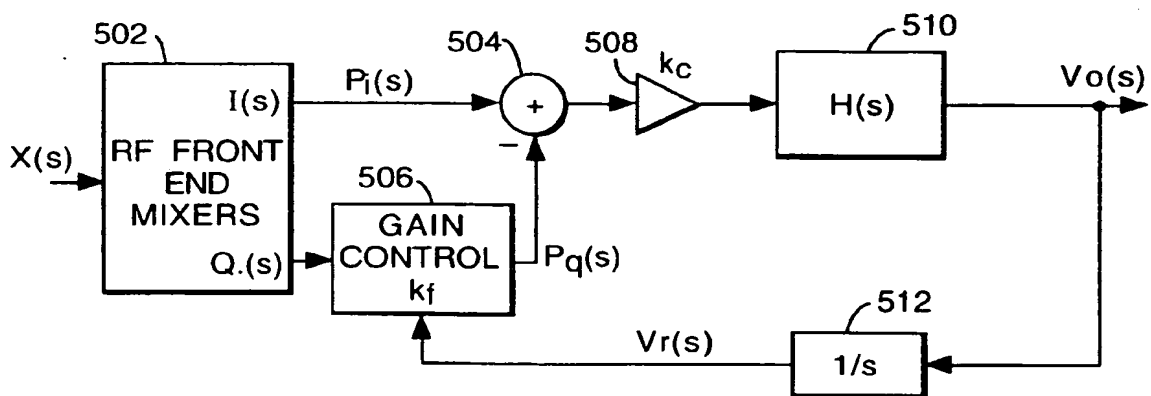 502
504
508
kc
510
Pi(s)
I(s)
Vo(s)
+
H(s)
X(s)
RF FRONT
END
MIXERS
−
506
GAIN
CONTROL
kf
Q.(s)
Pq(s)
512
Vr(s)
1/s